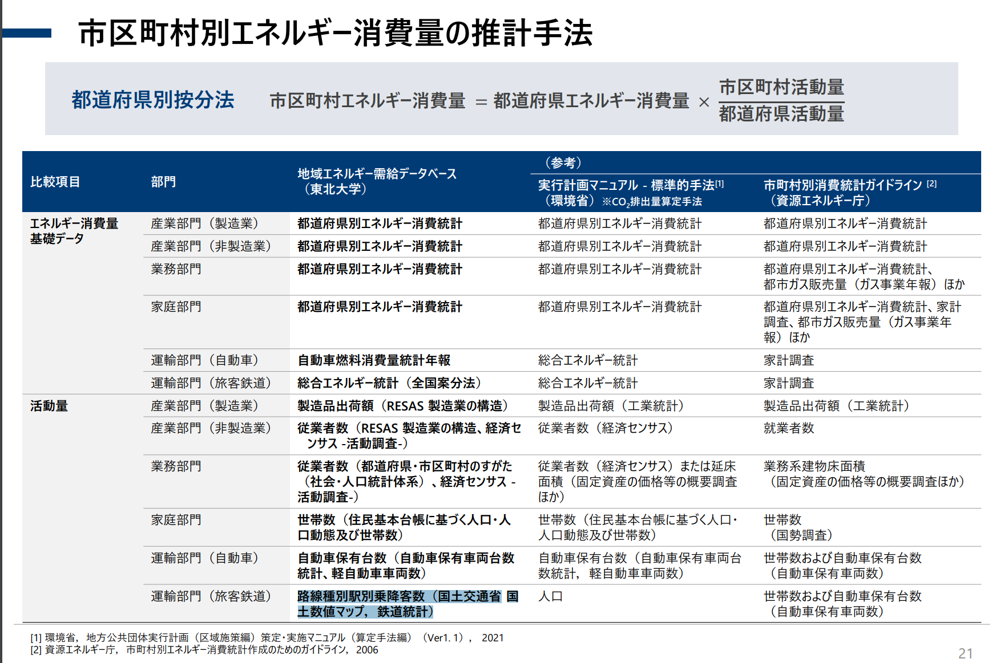 市区町村別エネルギー消費量の推計手法
都道府県別按分法
市区町村エネルギー消費量 ＝ 都道府県エネルギー消費量 × 市区町村活動量
都道府県活動量
比較項目
部門
地域エネルギー需給データベース
（東北大学）
（参考）
実行計画マニュアル - 標準的手法[1]
（環境省）※CO2排出量算定手法
市町村別消費統計ガイドライン [2]
（資源エネルギー庁）
エネルギー消費量
基礎データ
産業部門（製造業）
都道府県別エネルギー消費統計
都道府県別エネルギー消費統計
都道府県別エネルギー消費統計
産業部門（非製造業）
都道府県別エネルギー消費統計
都道府県別エネルギー消費統計
都道府県別エネルギー消費統計
業務部門
都道府県別エネルギー消費統計
都道府県別エネルギー消費統計
都道府県別エネルギー消費統計、
都市ガス販売量（ガス事業年報）ほか
家庭部門
都道府県別エネルギー消費統計
都道府県別エネルギー消費統計
都道府県別エネルギー消費統計、家計
調査、都市ガス販売量（ガス事業年
報）ほか
運輸部門（自動車）
自動車燃料消費量統計年報
総合エネルギー統計
家計調査
運輸部門（旅客鉄道）
総合エネルギー統計（全国案分法）
総合エネルギー統計
家計調査
活動量
産業部門（製造業）
製造品出荷額（RESAS 製造業の構造）
製造品出荷額（工業統計）
製造品出荷額（工業統計）
産業部門（非製造業）
従業者数（RESAS 製造業の構造、経済セ
ンサス -活動調査-）
従業者数（経済センサス）
就業者数
業務部門
従業者数（都道府県・市区町村のすがた
（社会・人口統計体系）、経済センサス -
活動調査-）
従業者数（経済センサス）または延床
面積（固定資産の価格等の概要調査
ほか）
業務系建物床面積
（固定資産の価格等の概要調査ほか）
家庭部門
世帯数（住民基本台帳に基づく人口・人
口動態及び世帯数）
世帯数（住民基本台帳に基づく人口・
人口動態及び世帯数）
世帯数
（国勢調査）
運輸部門（自動車）
自動車保有台数（自動車保有車両台数
統計、軽自動車車両数）
自動車保有台数（自動車保有車両台
数統計，軽自動車車両数）
世帯数および自動車保有台数
（自動車保有車両数）
運輸部門（旅客鉄道）
路線種別駅別乗降客数（国土交通省 国
土数値マップ，鉄道統計）
人口
世帯数および自動車保有台数
（自動車保有車両数）
[1] 環境省，地方公共団体実行計画（区域施策編）策定・実施マニュアル（算定手法編）（Ver1. 1），2021
[2] 資源エネルギー庁，市町村別エネルギー消費統計作成のためのガイドライン，2006
21